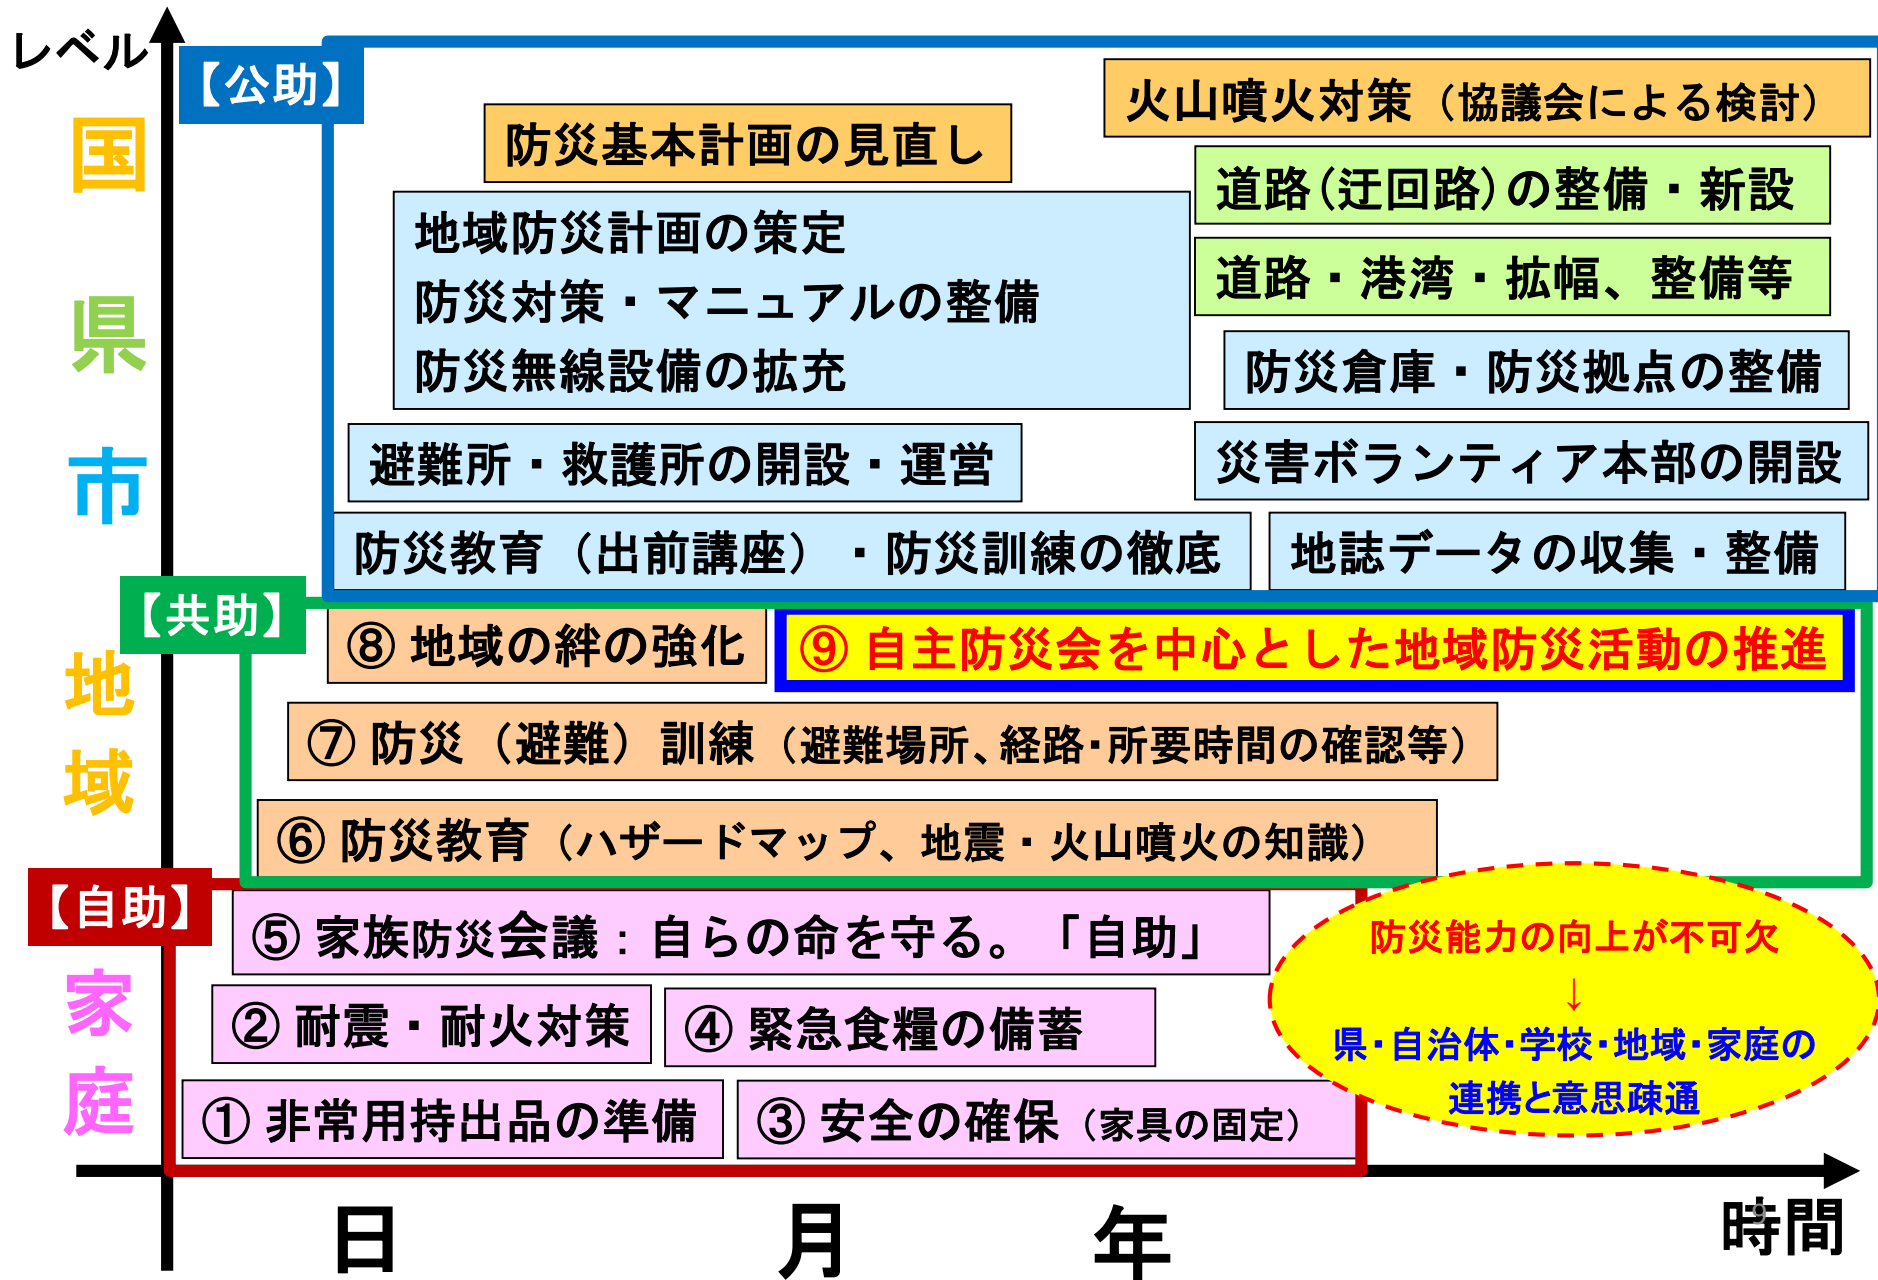 レベル
【公助】
火山噴火対策（協議会による検討）
防災基本計画の見直し
国
道路(迂回路)の整備・新設
地域防災計画の策定
防災対策・マニュアルの整備
防災無線設備の拡充
道路・港湾・拡幅、整備等
県
防災倉庫・防災拠点の整備
避難所・救護所の開設・運営
災害ボランティア本部の開設
市
防災教育（出前講座）・防災訓練の徹底
地誌データの収集・整備
【共助】
⑧ 地域の絆の強化
⑨ 自主防災会を中心とした地域防災活動の推進
地域
⑦ 防災（避難）訓練（避難場所、経路・所要時間の確認等）
⑥ 防災教育（ハザードマップ、地震・火山噴火の知識）
【自助】
⑤ 家族防災会議：自らの命を守る。「自助」
防災能力の向上が不可欠
↓
県・自治体・学校・地域・家庭の
連携と意思疎通
家庭
② 耐震・耐火対策
④ 緊急食糧の備蓄
① 非常用持出品の準備
③ 安全の確保（家具の固定）
日
月
年
時間
9